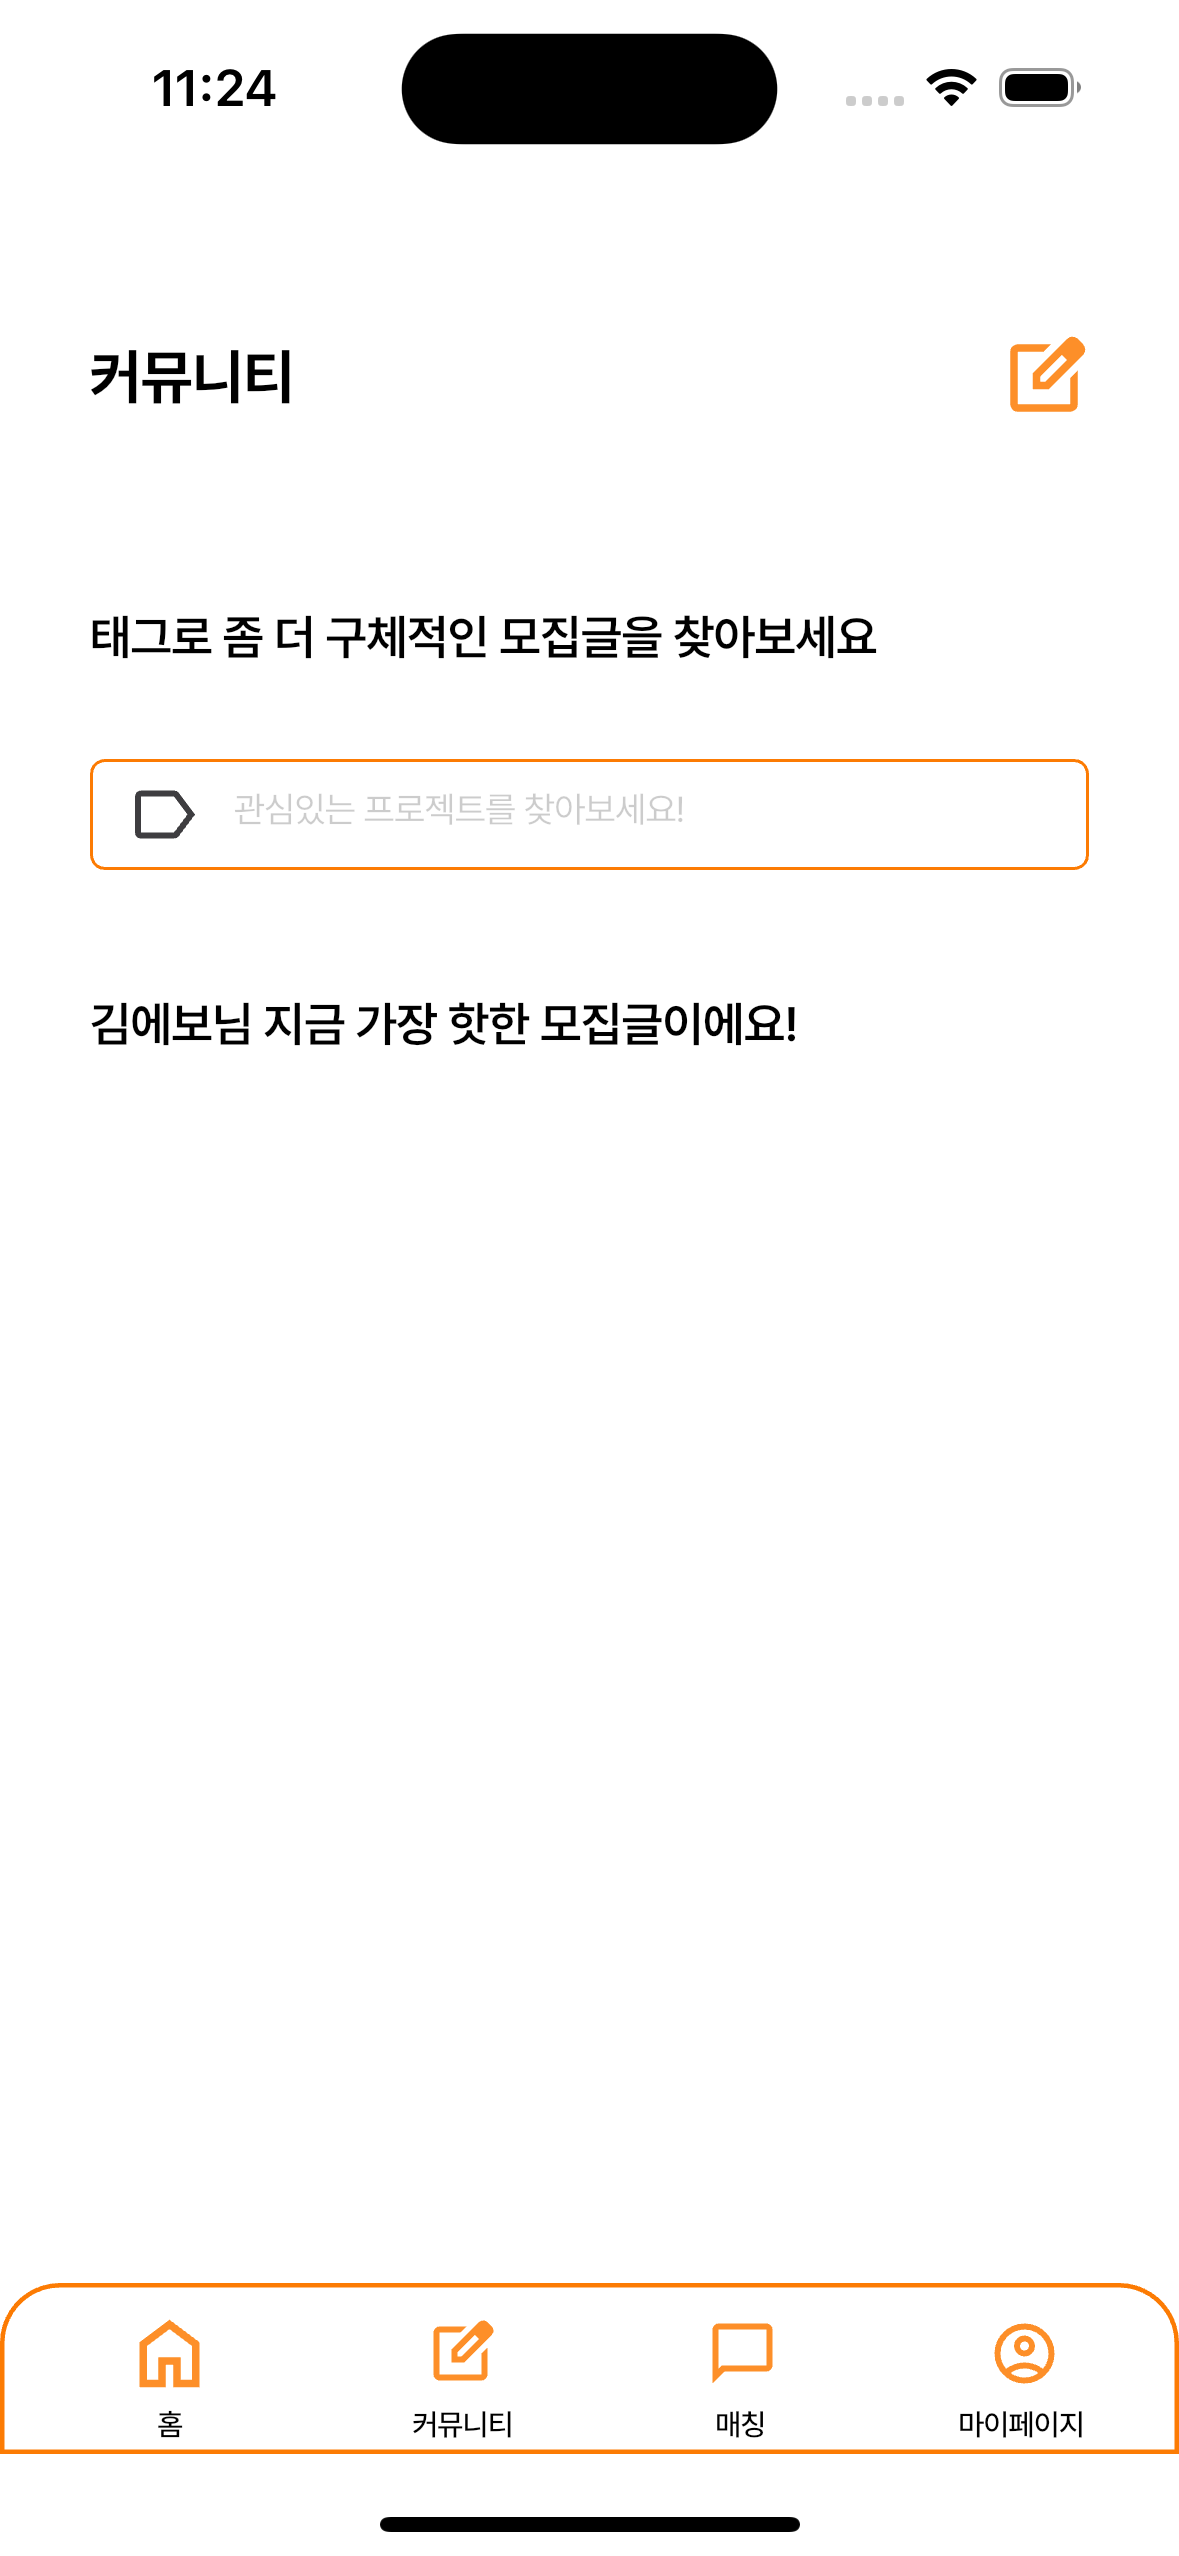 11:24
커뮤니티
태그로 좀 더 구체적인 모집글을 찾아보세요
관심있는 프로젝트를 찾아보세요!
김에보님 지금 가장 핫한 모집글이에요!
홈 커뮤니티 매칭 마이페이지